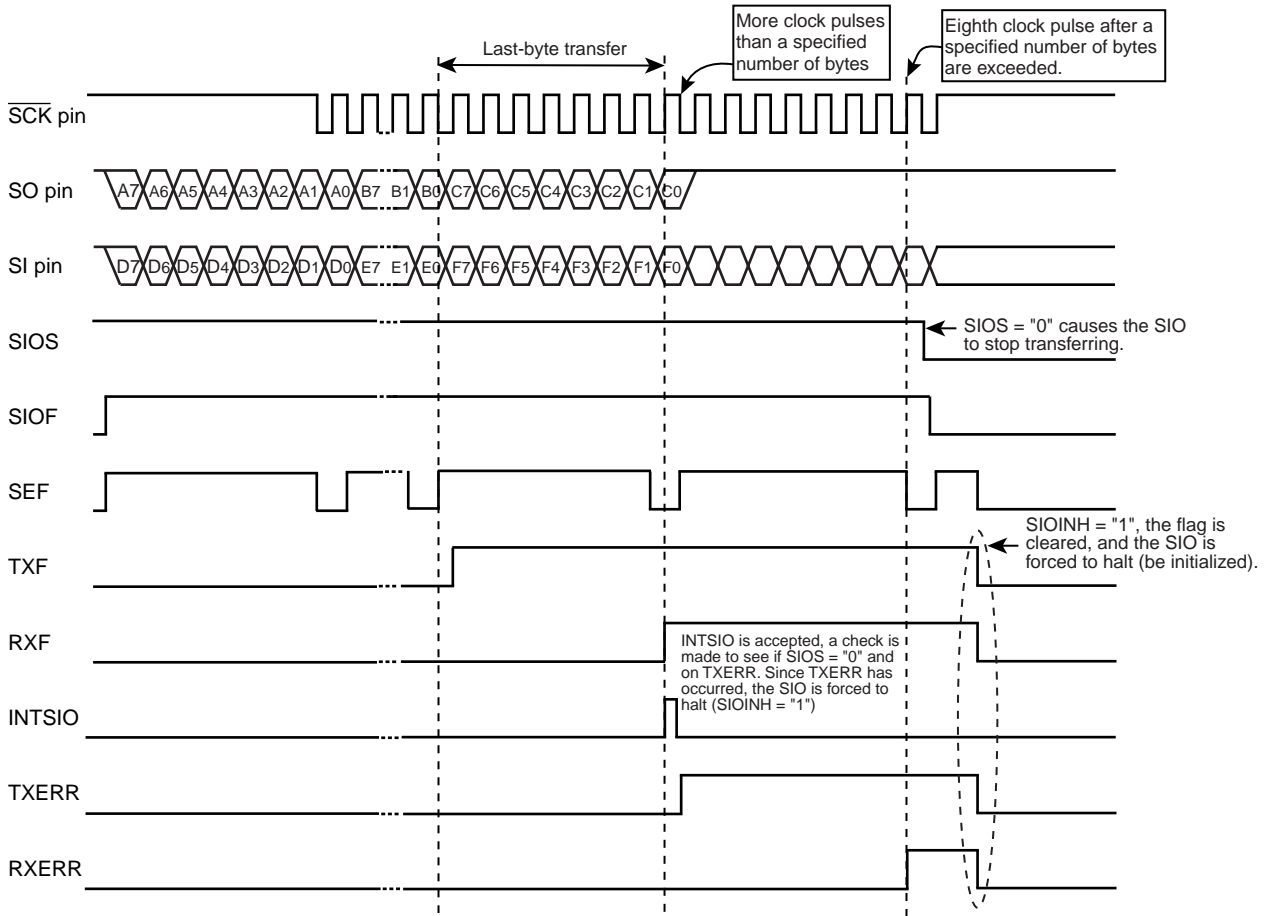 More clock pulses
than a specified
number of bytes
Eighth clock pulse after a
specified number of bytes
are exceeded.
Last-byte transfer
SCK pin
SO pin
A7 A6 A5 A4 A3 A2 A1 A0 B7 B1 B0 C7 C6 C5 C4 C3 C2 C1 C0
SI pin
D7 D6 D5 D4 D3 D2 D1 D0 E7 E1 E0 F7 F6 F5 F4 F3 F2 F1 F0
SIOS
SIOS = "0" causes the SIO
to stop transferring.
SIOF
SEF
SIOINH = "1", the flag is
cleared, and the SIO is
forced to halt (be initialized).
TXF
RXF
INTSIO is accepted, a check is
made to see if SIOS = "0" and
on TXERR. Since TXERR has
occurred, the SIO is forced to
halt (SIOINH = "1")
INTSIO
TXERR
RXERR